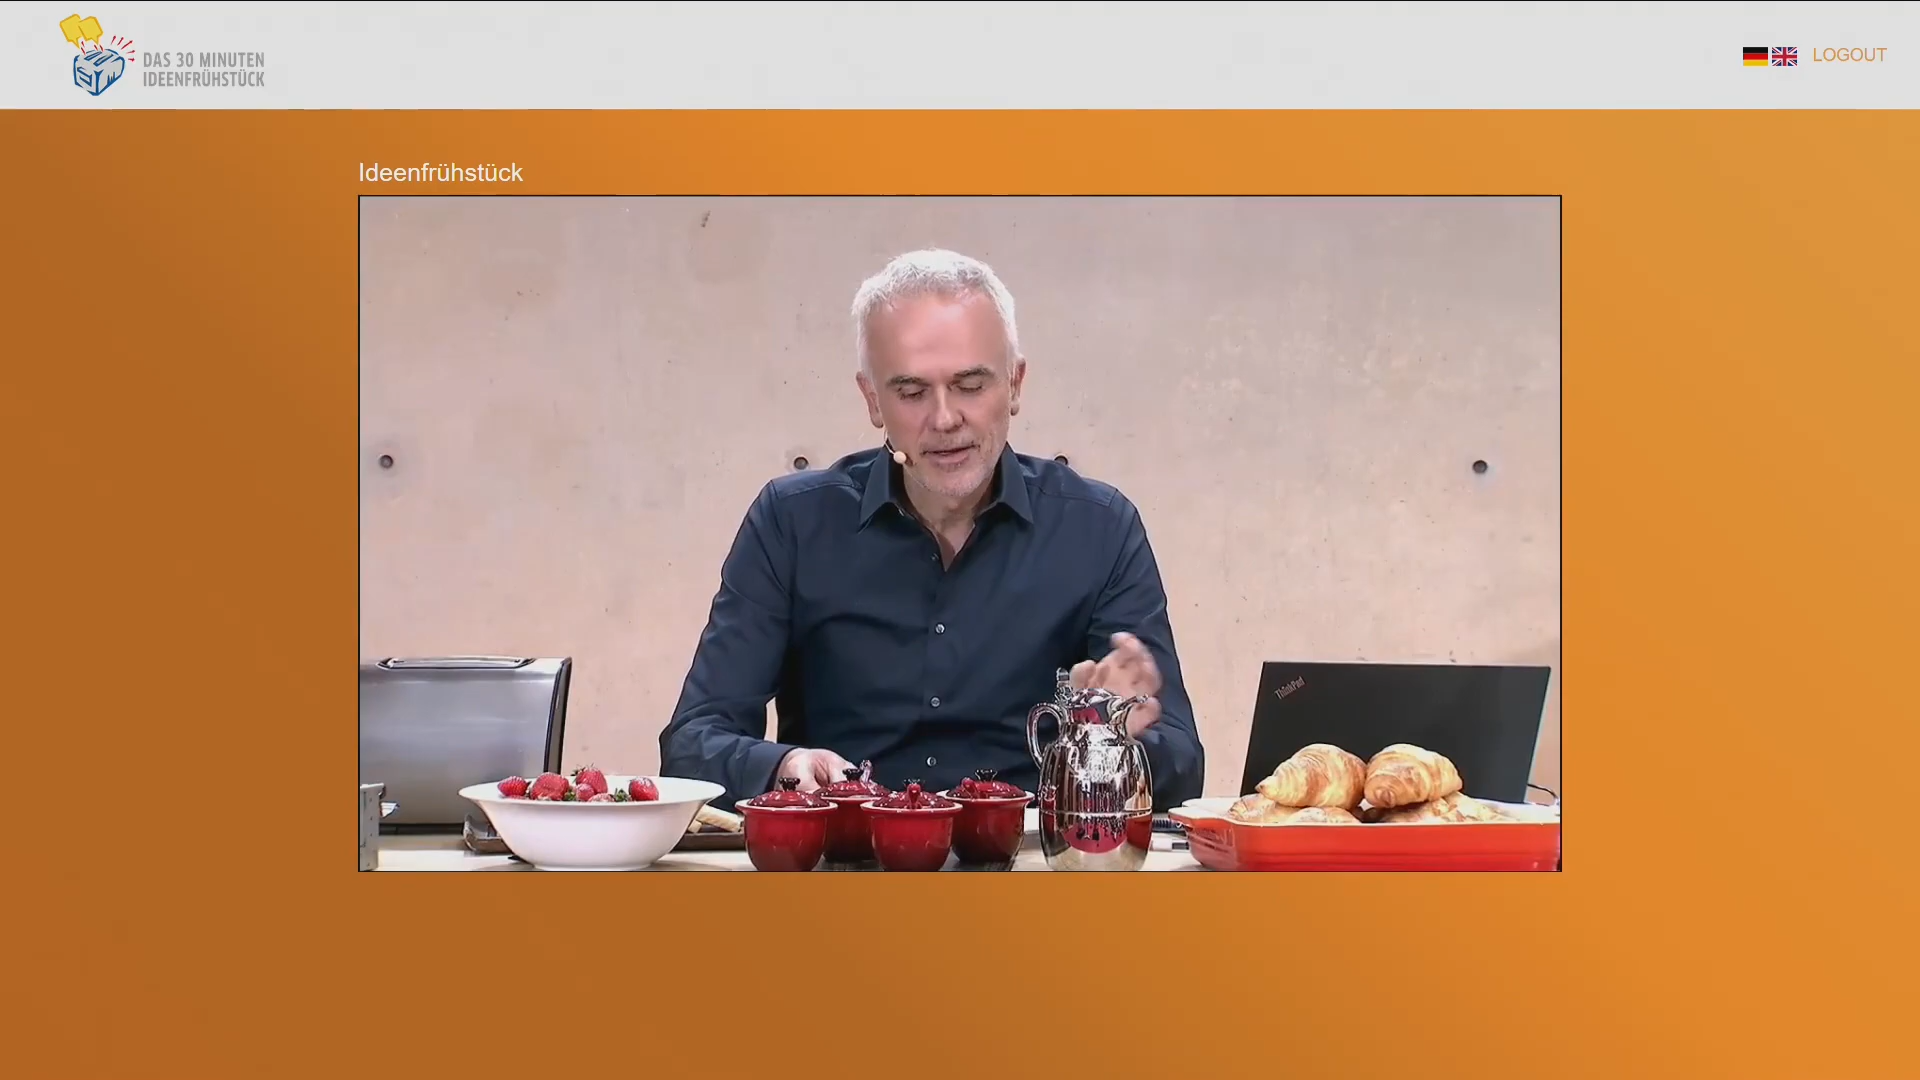 DAS 30 MINUTEN
IDEENFRÜHSTÜCK
LOGOUT
Ideenfrühstück
ThinkPad